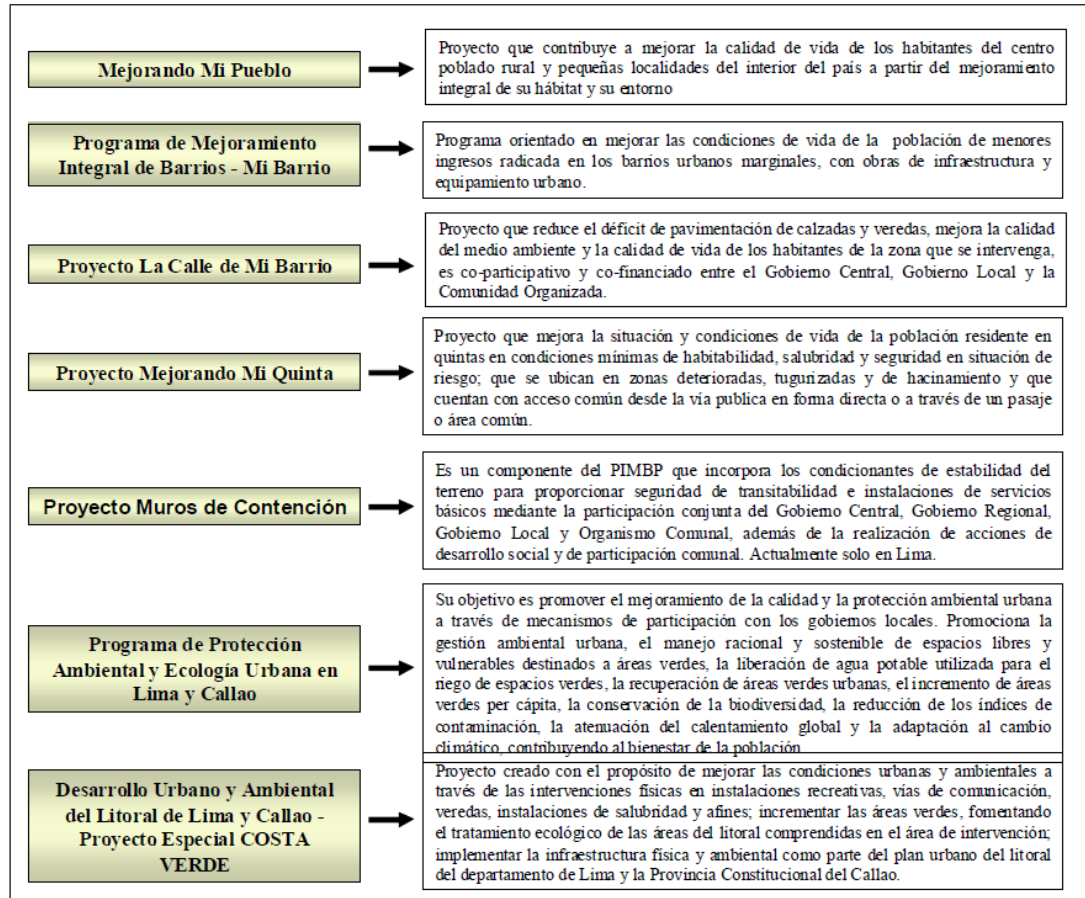 Mejorando Mi Pueblo
Proyecto que contribuye a mejorar la calidad de vida de los habitantes del centro
poblado rural y pequeñas localidades del interior del país a partir del mejoramiento
integral de su hábitat y su entorno
Programa de Mejoramiento
Integral de Barrios - Mi Barrio
Programa orientado en mejorar las condiciones de vida de la población de menores
ingresos radicada en los barrios urbanos marginales, con obras de infraestructura y
equipamiento urbano.
Proyecto La Calle de Mi Barrio
Proyecto que reduce el déficit de pavimentación de calzadas y veredas, mejora la calidad
del medio ambiente y la calidad de vida de los habitantes de la zona que se intervenga,
es co-participativo y co-financiado entre el Gobierno Central, Gobierno Local y la
Comunidad Organizada.
Proyecto Mejorando Mi Quinta
Proyecto que mejora la situación y condiciones de vida de la población residente en
quintas en condiciones mínimas de habitabilidad, salubridad y seguridad en situación de
riesgo; que se ubican en zonas deterioradas, tugurizadas y de hacinamiento y que
cuentan con acceso común desde la vía publica en forma directa o a través de un pasaje
o área común.
Proyecto Muros de Contención
Es un componente del PIMBP que incorpora los condicionantes de estabilidad del
terreno para proporcionar seguridad de transitabilidad e instalaciones de servicios
básicos mediante la participación conjunta del Gobierno Central, Gobierno Regional,
Gobierno Local y Organismo Comunal, además de la realización de acciones de
desarrollo social y de participación comunal. Actualmente solo en Lima.
Programa de Protección
Ambiental y Ecología Urbana en
Lima y Callao
Su objetivo es promover el mejoramiento de la calidad y la protección ambiental urbana
a través de mecanismos de participación con los gobiernos locales. Promociona la
gestión ambiental urbana, el manejo racional y sostenible de espacios libres y
vulnerables destinados a áreas verdes, la liberación de agua potable utilizada para el
riego de espacios verdes, la recuperación de áreas verdes urbanas, el incremento de áreas
verdes per cápita, la conservación de la biodiversidad, la reducción de los índices de
contaminación, la atenuación del calentamiento global y la adaptación al cambio
climático, contribuyendo al bienestar de la población
Desarrollo Urbano y Ambiental
del Litoral de Lima y Callao -
Proyecto Especial COSTA
VERDE
Proyecto creado con el propósito de mejorar las condiciones urbanas y ambientales a
través de las intervenciones físicas en instalaciones recreativas, vías de comunicación,
veredas, instalaciones de salubridad y afines; incrementar las áreas verdes, fomentando
el tratamiento ecológico de las áreas del litoral comprendidas en el área de intervención;
implementar la infraestructura física y ambiental como parte del plan urbano del litoral
del departamento de Lima y la Provincia Constitucional del Callao.